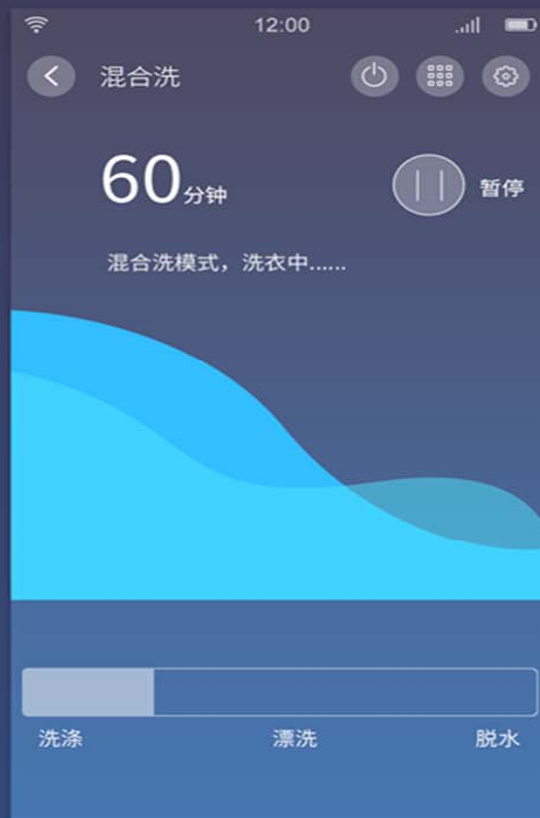 12:00
混合洗
60分钟
暂停
混合洗模式，洗衣中......
洗涤
漂洗
脱水